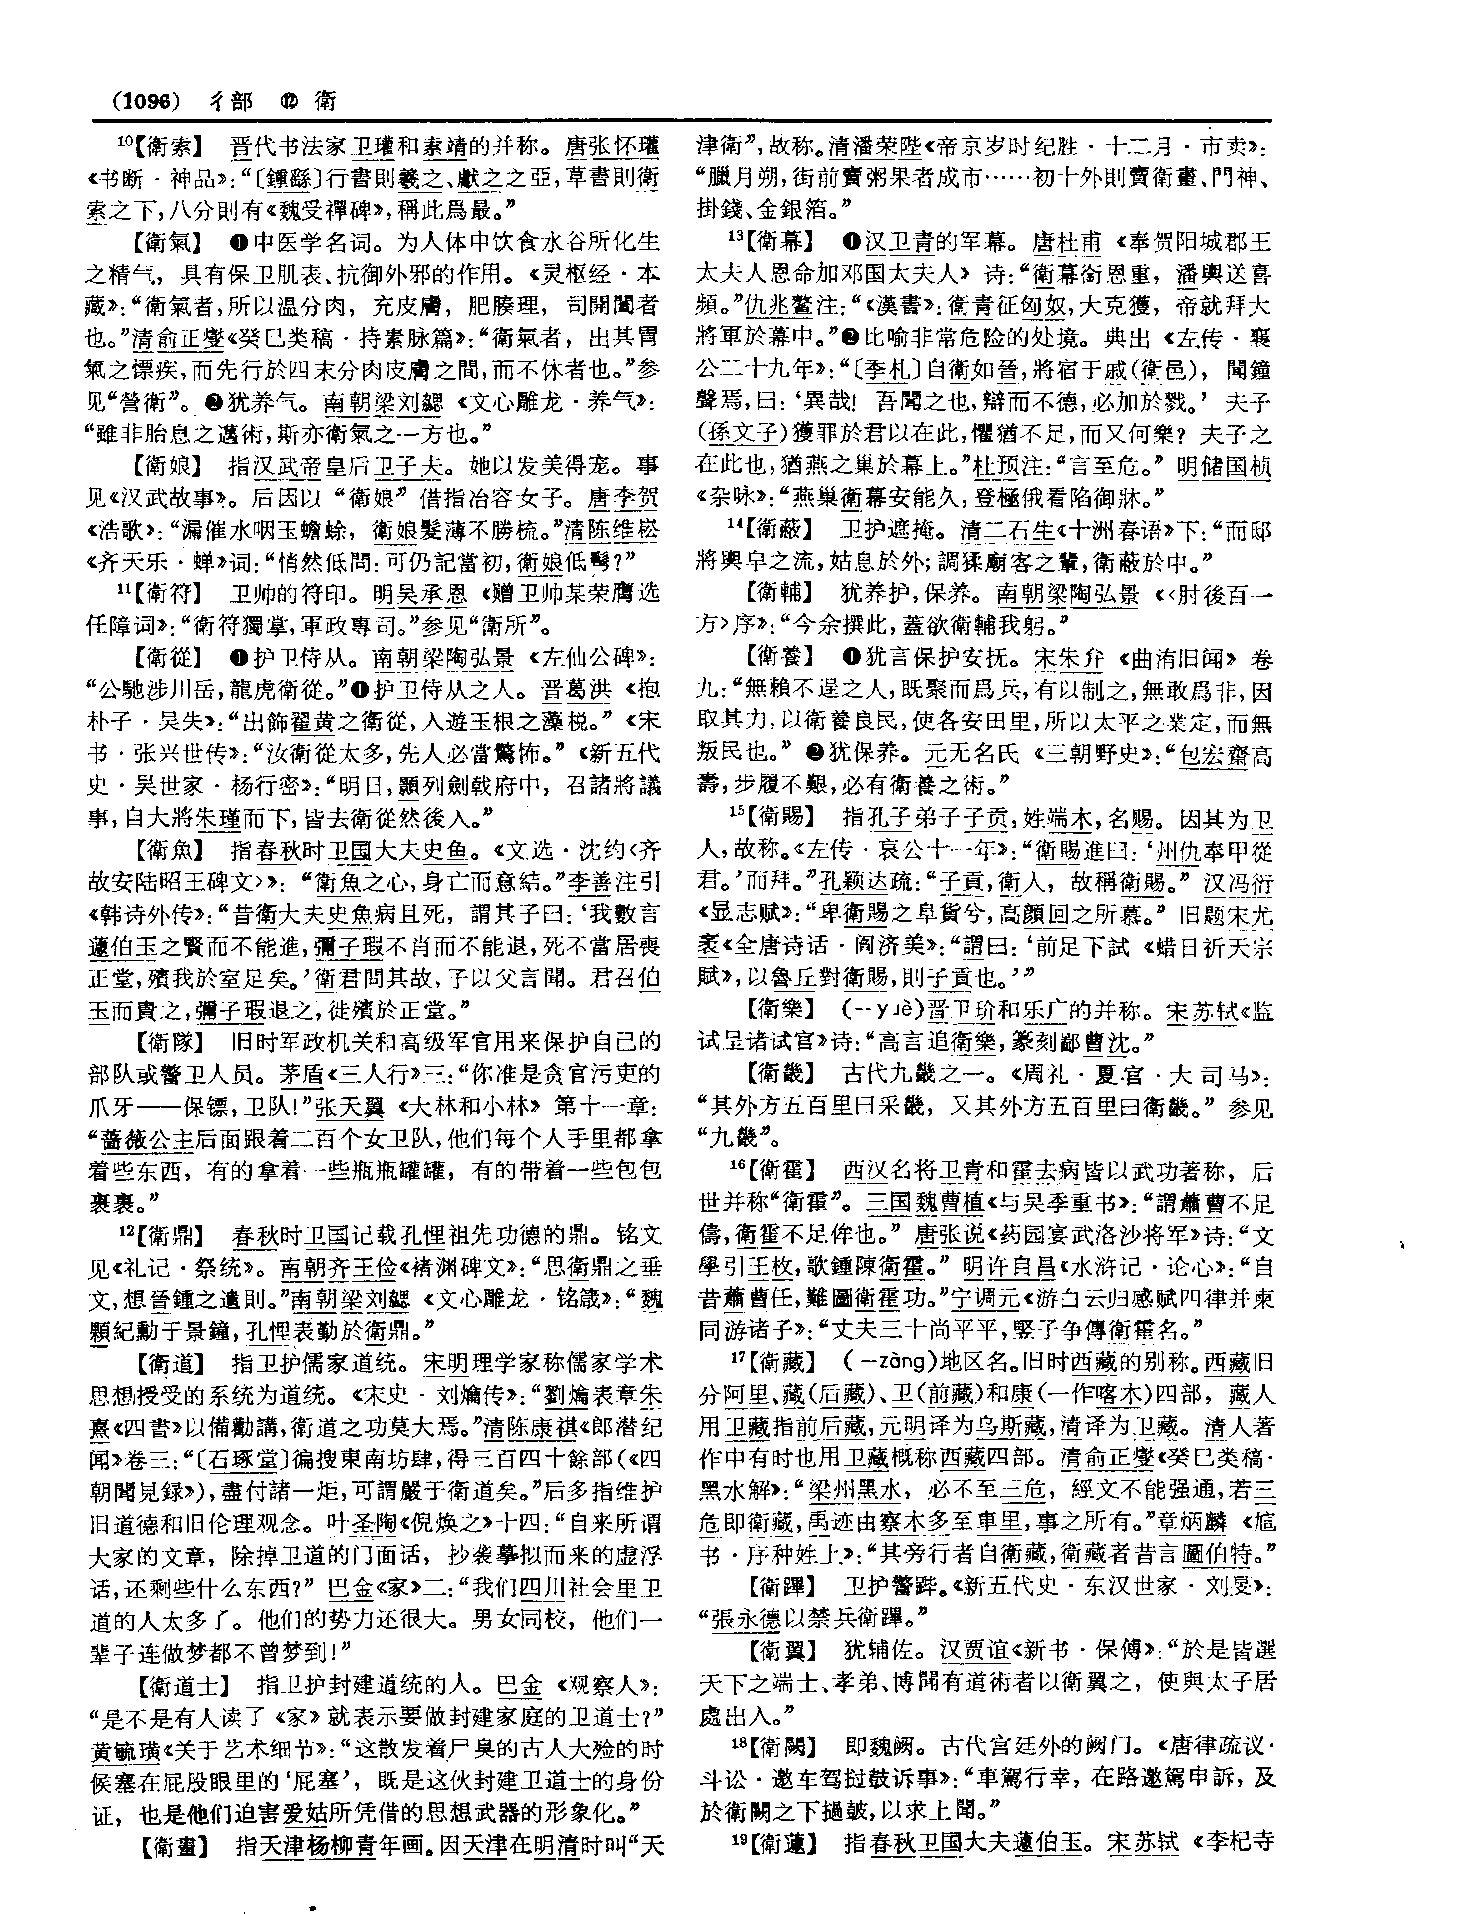 (1096) 彳部 ⑫ 衛
¹⁰【衛索】 晋代书法家卫瓘和索靖的并称。唐张怀瓘
《书断·神品》：“〔鍾繇〕行書則羲之、獻之之亞，草書則衛
索之下，八分則有《魏受禪碑》，稱此爲最。”
【衛氣】 ❶中医学名词。为人体中饮食水谷所化生
之精气，具有保卫肌表、抗御外邪的作用。《灵枢经·本
藏》：“衛氣者，所以温分肉，充皮膚，肥腠理，司開闔者
也。”清俞正燮《癸巳类稿·持素脉篇》：“衛氣者，出其胃
氣之慓疾，而先行於四末分肉皮膚之間，而不休者也。”参
见“營衛”。❷犹养气。南朝梁刘勰《文心雕龙·养气》：
“雖非胎息之邁術，斯亦衛氣之一方也。”
【衛娘】 指汉武帝皇后卫子夫。她以发美得宠。事
见《汉武故事》。后因以“衛娘”借指冶容女子。唐李贺
《浩歌》：“漏催水咽玉蟾蜍，衛娘髮薄不勝梳。”清陈维崧
《齐天乐·蝉》词：“悄然低問：可仍記當初，衛娘低鬢？”
¹¹【衛符】 卫帅的符印。明吴承恩《赠卫帅某荣膺选
任障词》：“衛符獨掌，軍政專司。”参见“衛所”。
【衛從】 ❶护卫侍从。南朝梁陶弘景《左仙公碑》：
“公馳涉川岳，龍虎衛從。”❶护卫侍从之人。晋葛洪《抱
朴子·吴失》：“出飾翟黄之衛從，入遊玉根之藻棁。”《宋
书·张兴世传》：“汝衛從太多，先人必當驚怖。”《新五代
史·吴世家·杨行密》：“明日，顥列劍戟府中，召諸將議
事，自大將朱瑾而下，皆去衛從然後入。”
【衛魚】 指春秋时卫国大夫史鱼。《文选·沈约〈齐
故安陆昭王碑文〉》：“衛魚之心，身亡而意結。”李善注引
《韩诗外传》：“昔衛大夫史魚病且死，謂其子曰：‘我數言
蘧伯玉之賢而不能進，彌子瑕不肖而不能退，死不當居喪
正堂，殯我於室足矣。’衛君問其故，子以父言聞。君召伯
玉而貴之，彌子瑕退之，徙殯於正堂。”
【衛隊】 旧时军政机关和高级军官用来保护自己的
部队或警卫人员。茅盾《三人行》三：“你准是贪官污吏的
爪牙——保镖，卫队！”张天翼《大林和小林》第十一章：
“蔷薇公主后面跟着二百个女卫队，他们每个人手里都拿
着些东西，有的拿着一些瓶瓶罐罐，有的带着一些包包
裹裹。”
¹²【衛鼎】 春秋时卫国记载孔悝祖先功德的鼎。铭文
见《礼记·祭统》。南朝齐王俭《褚渊碑文》：“思衛鼎之垂
文，想晉鍾之遺則。”南朝梁刘勰《文心雕龙·铭箴》：“魏
顆紀勳于景鐘，孔悝表勤於衛鼎。”
【衛道】 指卫护儒家道统。宋明理学家称儒家学术
思想授受的系统为道统。《宋史·刘爚传》：“劉爚表章朱
熹《四書》以備勸講，衛道之功莫大焉。”清陈康祺《郎潜纪
闻》卷三：“〔石琢堂〕徧搜東南坊肆，得三百四十餘部（《四
朝聞見録》），盡付諸一炬，可謂嚴于衛道矣。”后多指维护
旧道德和旧伦理观念。叶圣陶《倪焕之》十四：“自来所谓
大家的文章，除掉卫道的门面话，抄袭摹拟而来的虚浮
话，还剩些什么东西？”巴金《家》二：“我们四川社会里卫
道的人太多了。他们的势力还很大。男女同校，他们一
辈子连做梦都不曾梦到！”
【衛道士】 指卫护封建道统的人。巴金《观察人》：
“是不是有人读了《家》就表示要做封建家庭的卫道士？”
黄毓璜《关于艺术细节》：“这散发着尸臭的古人大殓的时
候塞在屁股眼里的‘屁塞’，既是这伙封建卫道士的身份
证，也是他们迫害爱姑所凭借的思想武器的形象化。”
【衛畫】 指天津杨柳青年画。因天津在明清时叫“天
津衛”，故称。清潘荣陛《帝京岁时纪胜·十二月·市卖》：
“臘月朔，街前賣粥果者成市……初十外則賣衛畫、門神、
掛錢、金銀箔。”
¹³【衛幕】 ❶汉卫青的军幕。唐杜甫《奉贺阳城郡王
太夫人恩命加邓国太夫人》诗：“衛幕銜恩重，潘輿送喜
頻。”仇兆鳌注：“《漢書》：衛青征匈奴，大克獲，帝就拜大
將軍於幕中。”❷比喻非常危险的处境。典出《左传·襄
公二十九年》：“〔季札〕自衛如晉，將宿于戚(衛邑)，聞鐘
聲焉，曰：‘異哉！吾聞之也，辯而不德，必加於戮。’夫子
(孫文子)獲罪於君以在此，懼猶不足，而又何樂？夫子之
在此也，猶燕之巢於幕上。”杜预注：“言至危。”明储国桢
《杂咏》：“燕巢衛幕安能久，登極俄看陷御牀。”
¹⁴【衛蔽】 卫护遮掩。清二石生《十洲春语》下：“而邸
將輿皁之流，姑息於外；調猱廟客之輩，衛蔽於中。”
【衛輔】 犹养护，保养。南朝梁陶弘景《〈肘後百一
方〉序》：“今余撰此，蓋欲衛輔我躬。”
【衛養】 ❶犹言保护安抚。宋朱弁《曲洧旧闻》卷
九：“無賴不逞之人，既聚而爲兵，有以制之，無敢爲非，因
取其力，以衛養良民，使各安田里，所以太平之業定，而無
叛民也。”❷犹保养。元无名氏《三朝野史》：“包宏齋高
壽，步履不艱，必有衛養之術。”
¹⁵【衛賜】 指孔子弟子子贡，姓端木，名赐。因其为卫
人，故称。《左传·哀公十一年》：“衛賜進曰：‘州仇奉甲從
君。’而拜。”孔颖达疏：“子貢，衛人，故稱衛賜。”汉冯衍
《显志赋》：“卑衛賜之阜貨兮，高顔回之所慕。”旧题宋尤
袤《全唐诗话·阎济美》：“謂曰：‘前足下試《蜡日祈天宗
賦》，以魯丘對衛賜，則子貢也。’”
【衛樂】 (--yuè)晋卫玠和乐广的并称。宋苏轼《监
试呈诸试官》诗：“高言追衛樂，篆刻鄙曹沈。”
【衛畿】 古代九畿之一。《周礼·夏官·大司马》：
“其外方五百里曰采畿，又其外方五百里曰衛畿。”参见
“九畿”。
¹⁶【衛霍】 西汉名将卫青和霍去病皆以武功著称，后
世并称“衛霍”。三国魏曹植《与吴季重书》：“謂蕭曹不足
儔，衛霍不足侔也。”唐张说《药园宴武洛沙将军》诗：“文
學引王枚，歌鍾陳衛霍。”明许自昌《水浒记·论心》：“自
昔蕭曹任，難圖衛霍功。”宁调元《游白云归感赋四律并柬
同游诸子》：“丈夫三十尚平平，竪子争傳衛霍名。”
¹⁷【衛藏】 (一zàng)地区名。旧时西藏的别称。西藏旧
分阿里、藏(后藏)、卫(前藏)和康(一作喀木)四部，藏人
用卫藏指前后藏，元明译为乌斯藏，清译为卫藏。清人著
作中有时也用卫藏概称西藏四部。清俞正燮《癸巳类稿·
黑水解》：“梁州黑水，必不至三危，經文不能强通，若三
危即衛藏，禹迹由察木多至車里，事之所有。”章炳麟《訄
书·序种姓上》：“其旁行者自衛藏，衛藏者昔言圖伯特。”
【衛蹕】 卫护警跸。《新五代史·东汉世家·刘旻》：
“張永德以禁兵衛蹕。”
【衛翼】 犹辅佐。汉贾谊《新书·保傅》：“於是皆選
天下之端士、孝弟、博聞有道術者以衛翼之，使與太子居
處出入。”
¹⁸【衛闕】 即魏阙。古代宫廷外的阙门。《唐律疏议·
斗讼·邀车驾挝鼓诉事》：“車駕行幸，在路邀駕申訴，及
於衛闕之下撾皷，以求上聞。”
¹⁹【衛蘧】 指春秋卫国大夫蘧伯玉。宋苏轼《李杞寺